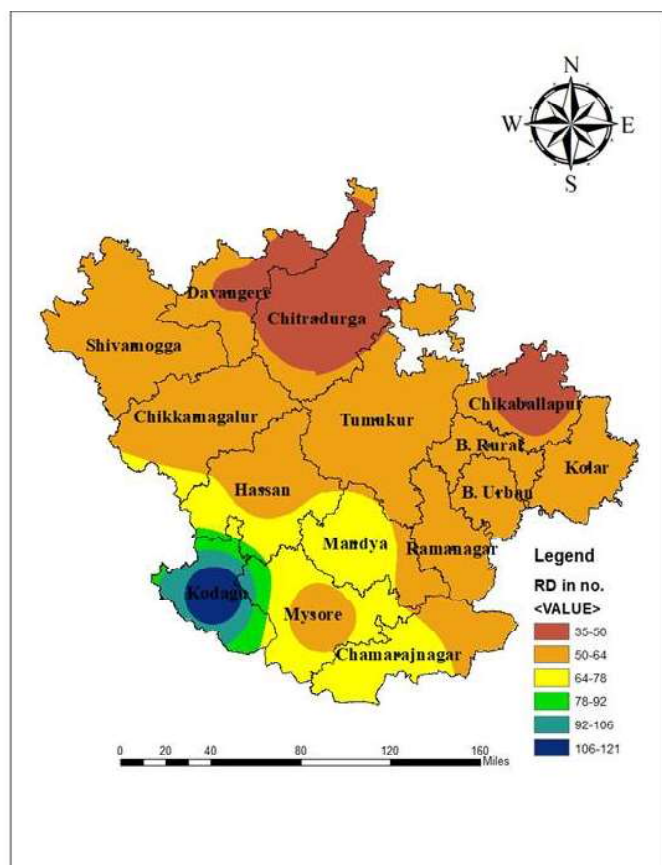 N
W E
S
Davangere
Chitradurga
Shivamogga
Chikaballapur
Chikkamagalur
Tumukur
B. Rural
Kolar
Hassan
B. Urban
Mandya
Ramanagar
Kodagu
Mysore
Chamarajnagar
Legend
RD in no.
<VALUE>
35-50
50-64
64-78
78-92
92-106
106-121
0 20 40 80 120 160
Miles